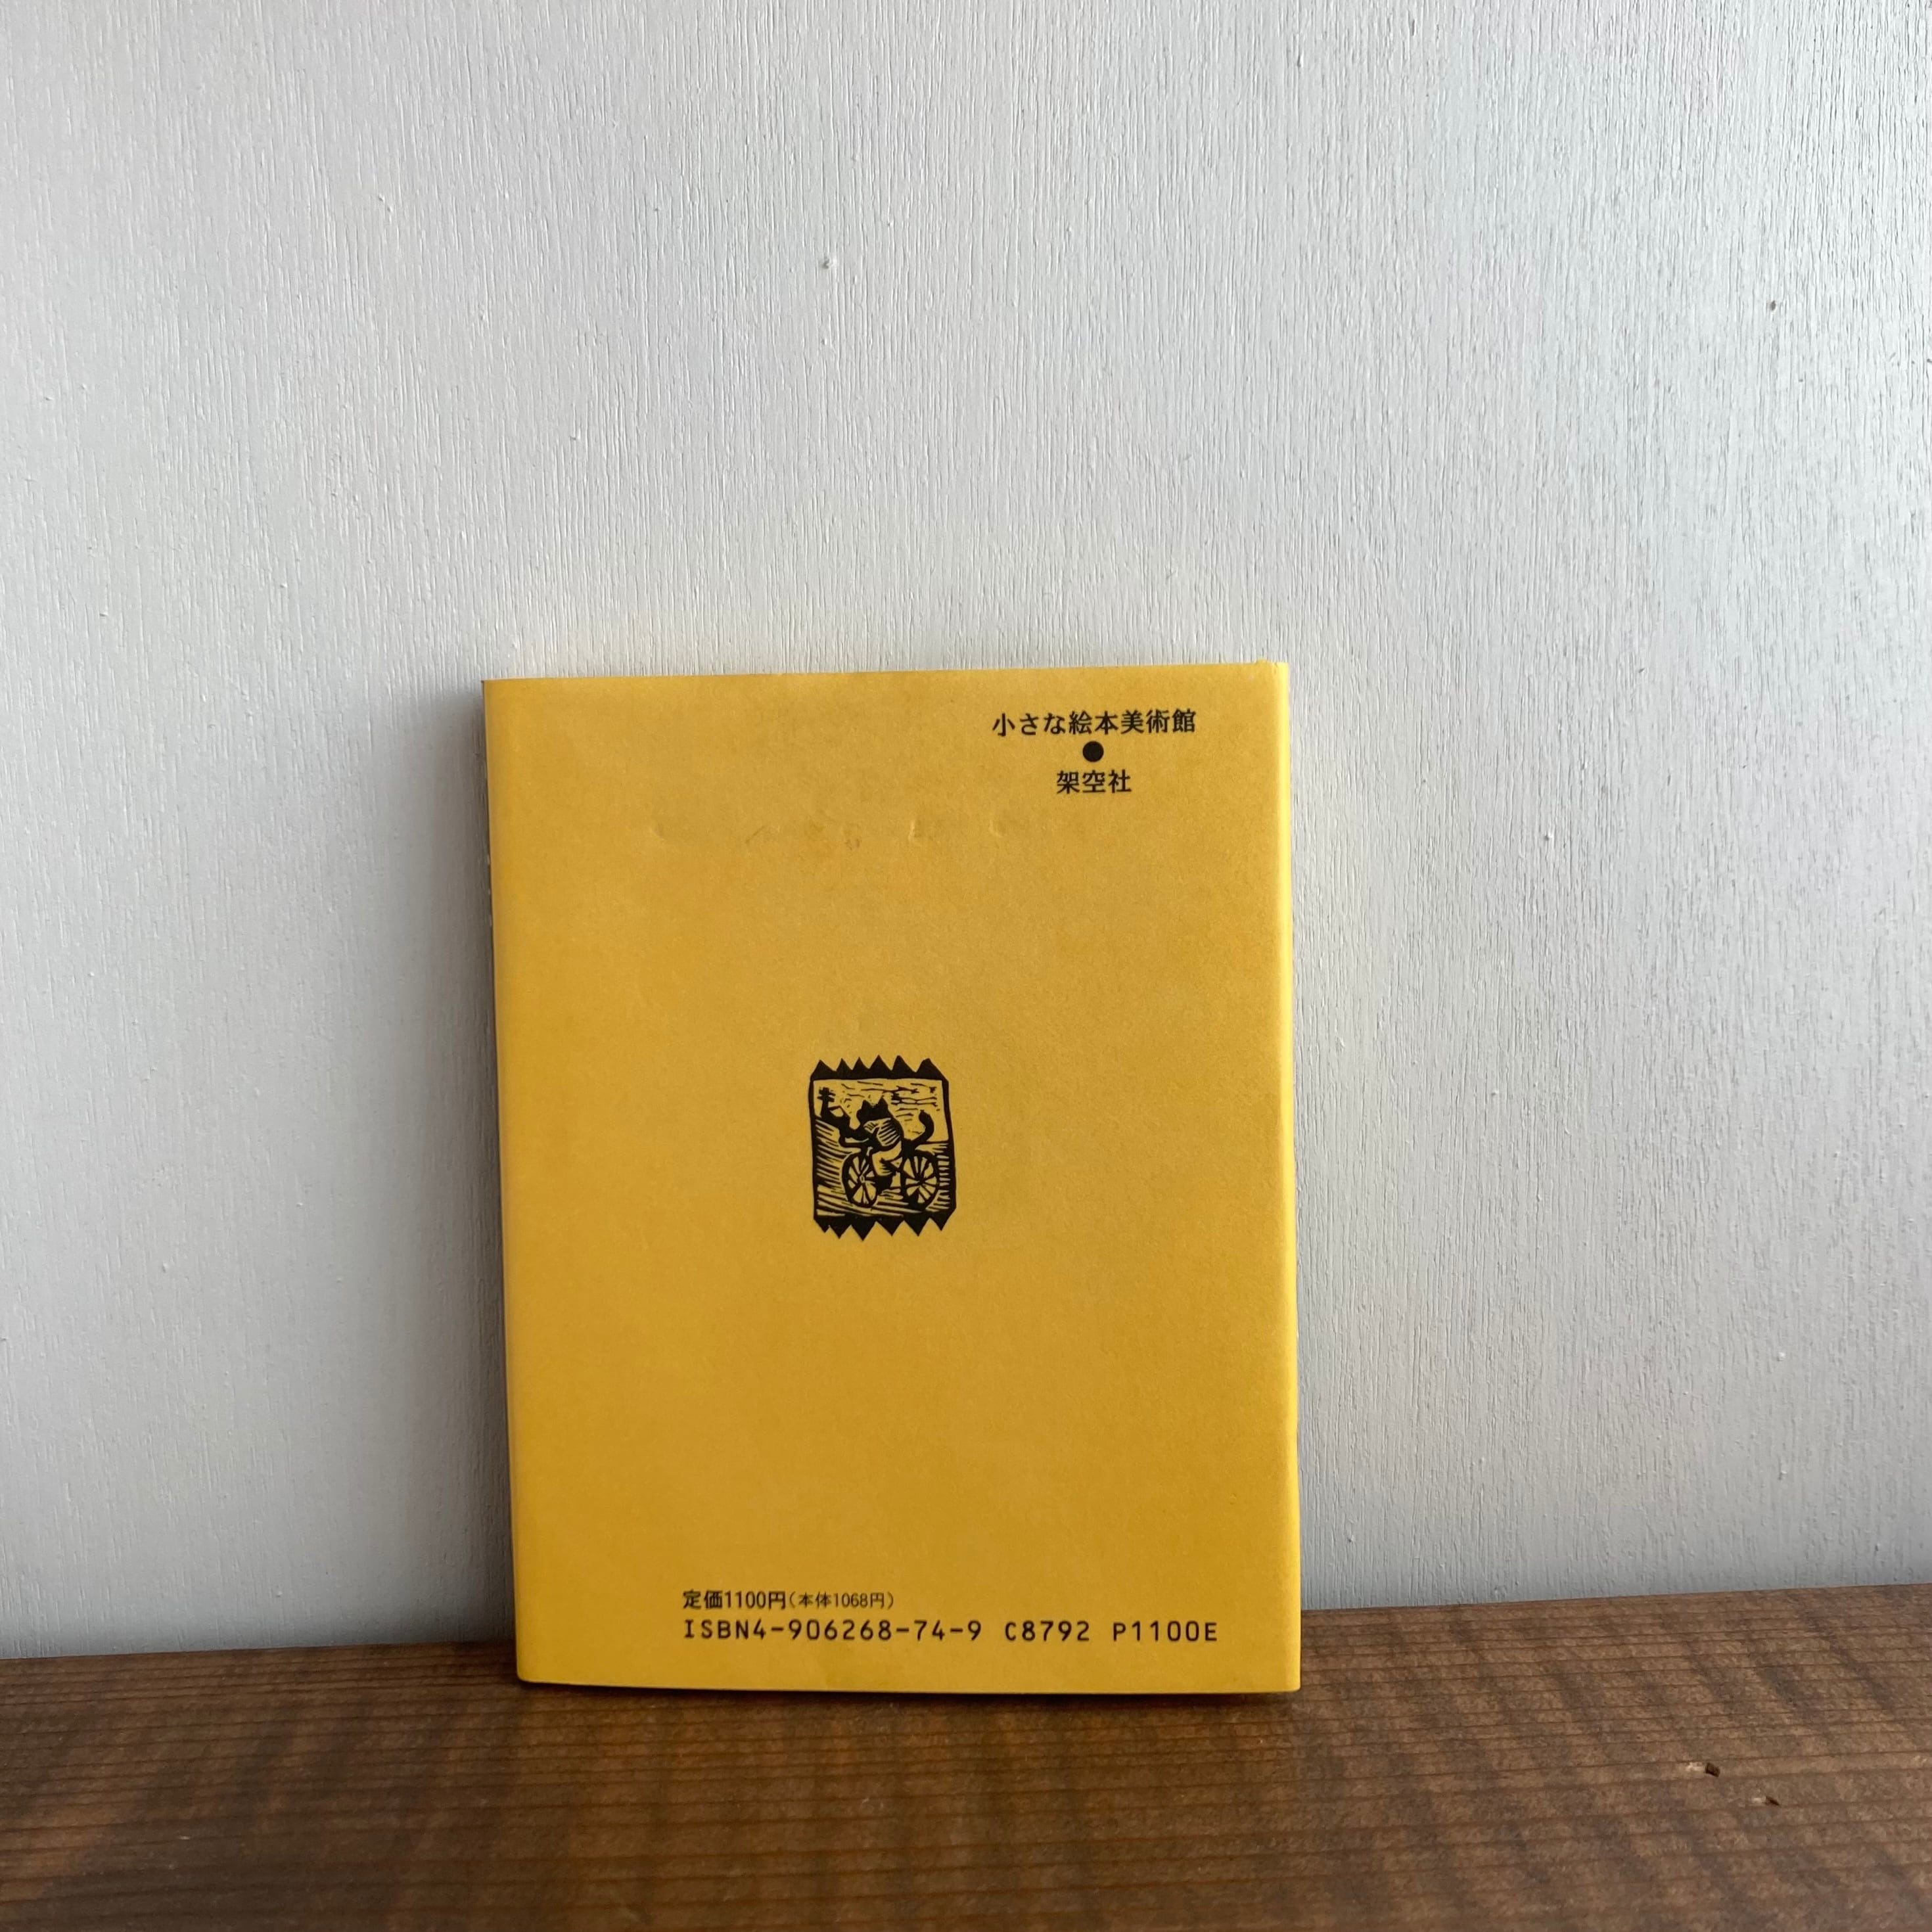 小さな絵本美術館
●
架空社
定価1100円(本体1068円)
ISBN4-906268-74-9 C8792 P1100E